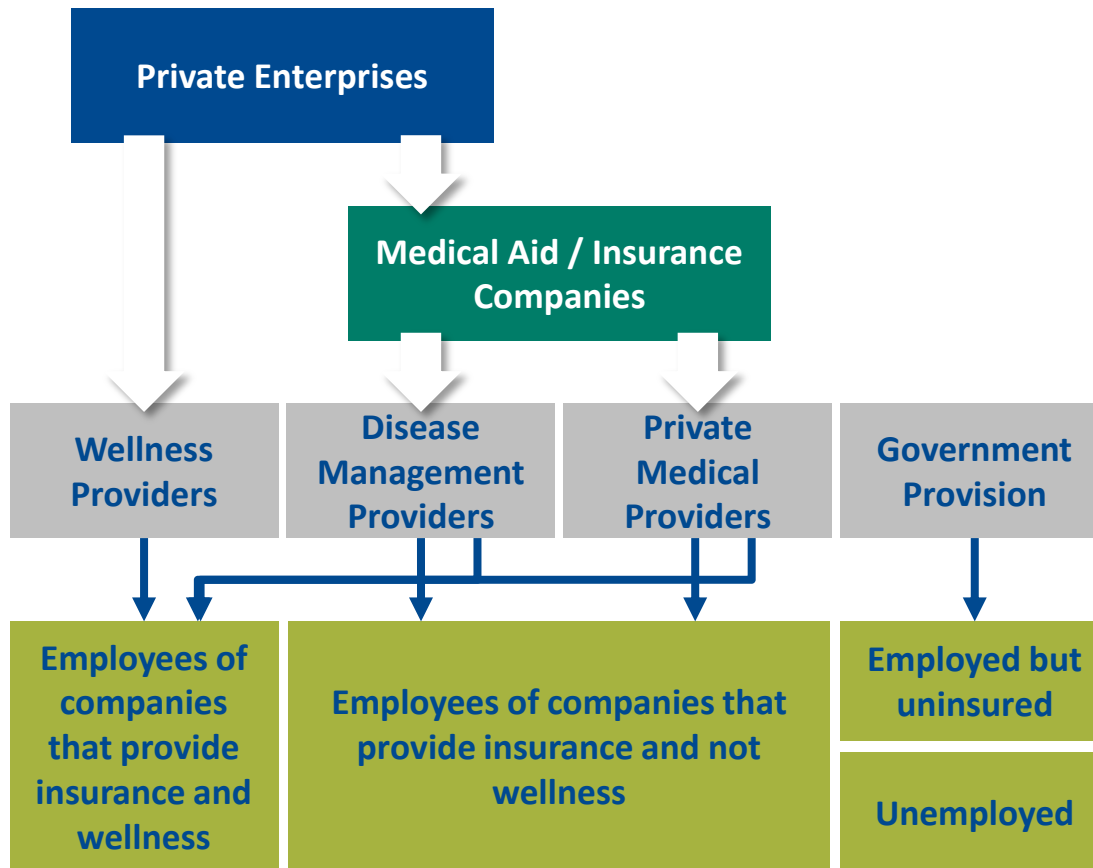 Private Enterprises
Medical Aid / Insurance
Companies
Wellness
Providers
Disease
Management
Providers
Private
Medical
Providers
Government
Provision
Employees of
companies
that provide
insurance and
wellness
Employees of companies that
provide insurance and not
wellness
Employed but
uninsured
Unemployed